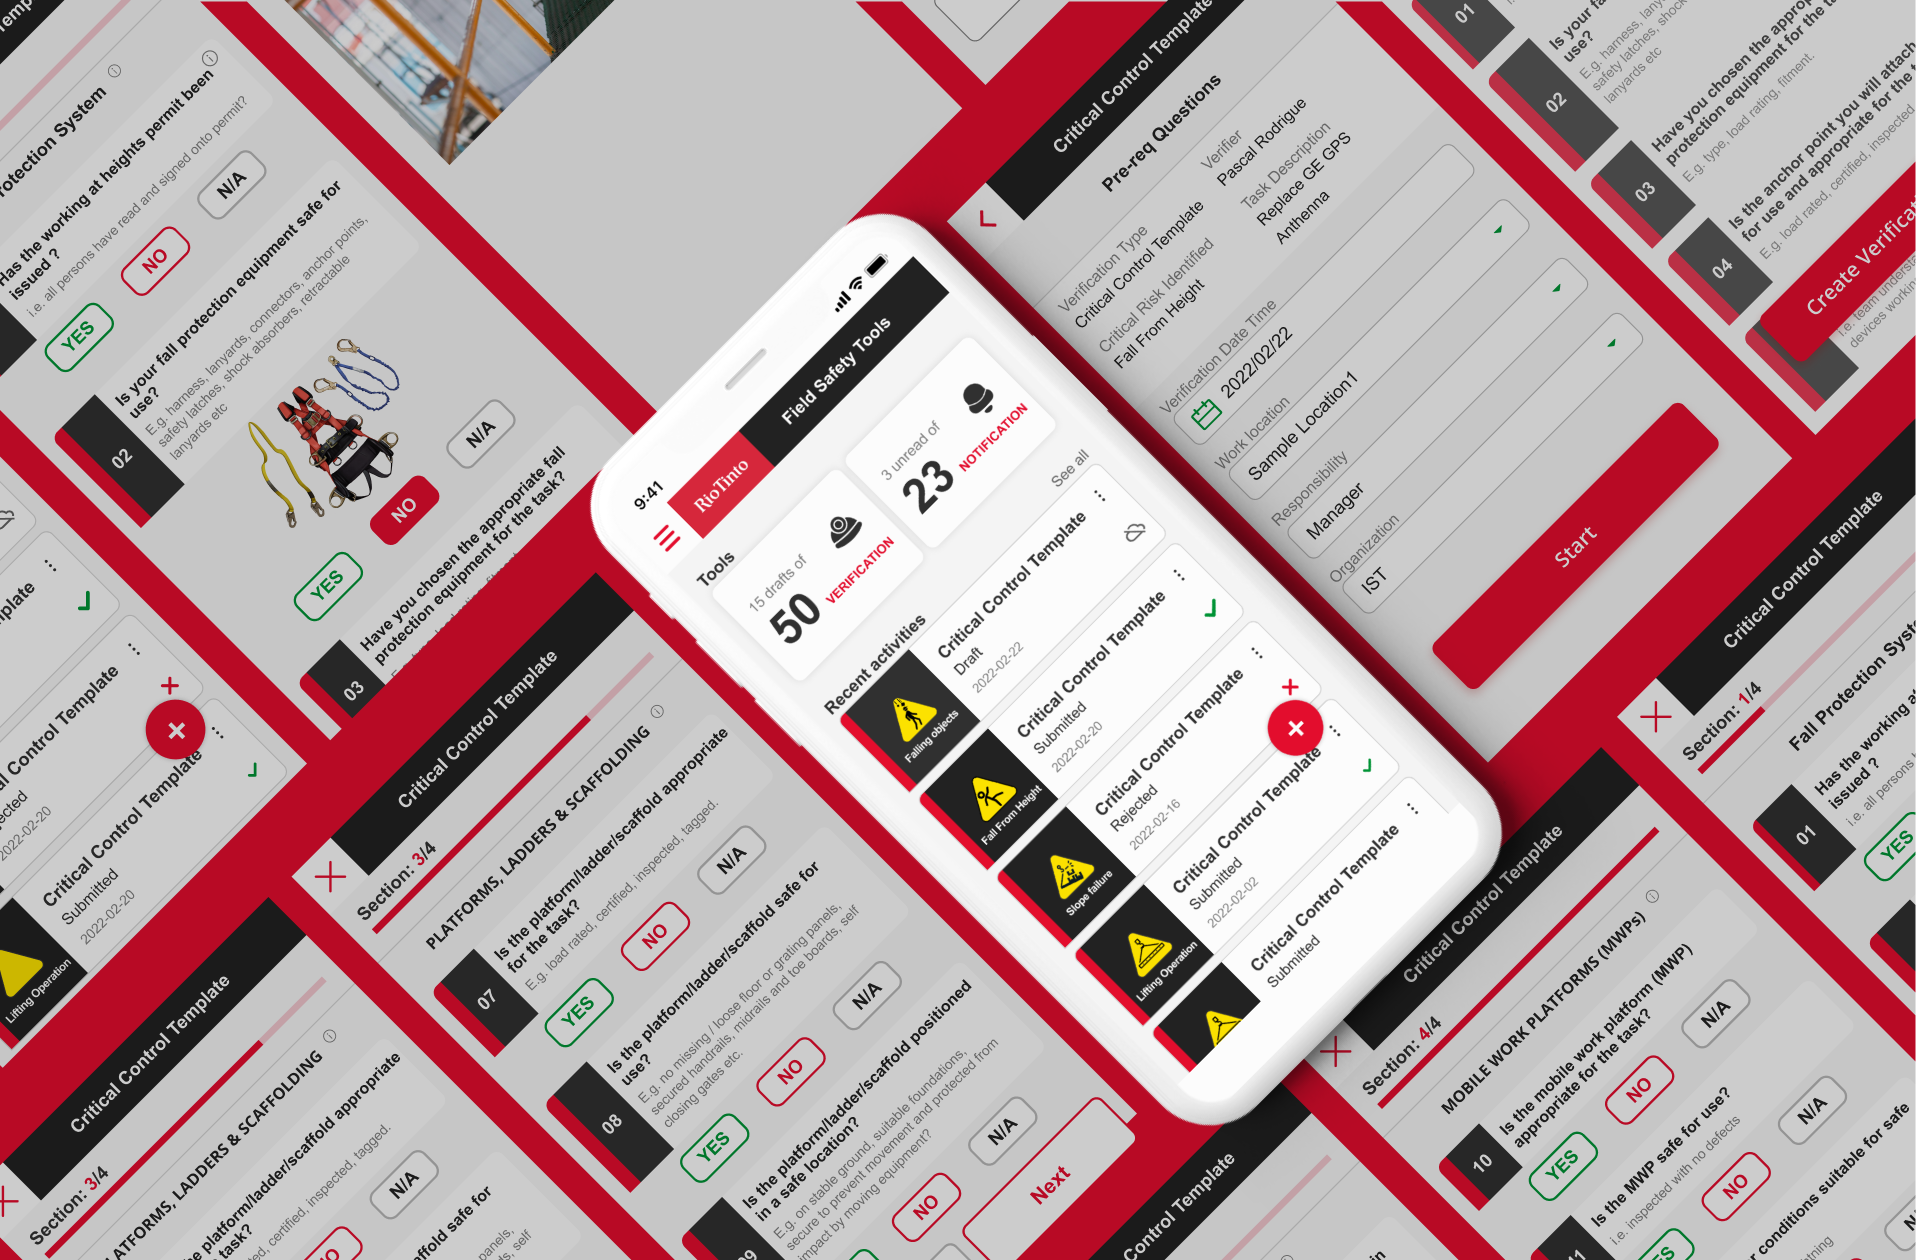 9:41
RioTinto
Field Safety Tools
Tools
15 drafts of
50
VERIFICATION
3 unread of
23
NOTIFICATION
Recent activities
See all
Critical Control Template
Draft
2022-02-22
Falling objects
Critical Control Template
Submitted
2022-02-20
Fall From Height
Critical Control Template
Rejected
2022-02-16
Slope failure
Critical Control Template
Submitted
2022-02-02
Lifting Operation
Critical Control Template
Submitted
Critical Control Template
Pre-req Questions
Verification Type
Critical Control Template
Verifier
Pascal Rodrigue
Critical Risk Identified
Fall From Height
Task Description
Replace GE GPS
Anthenna
Verification Date Time
2022/02/22
Work location
Sample Location1
Responsibility
Manager
Organization
IST
Start
01
Is your
use?
E.g. harness,
safety latches, shock
lanyards etc
02
Have you chosen the
protection equipment for the
E.g. type, load rating, fitment.
03
Is the anchor point you will attach
for use and appropriate for the
E.g. load rated, certified, inspected
04
Create
i.e. team
devices working
Has the working at heights permit been
issued ?
i.e. all persons have read and signed onto permit?
YES
NO
N/A
02
Is your fall protection equipment safe for
use?
E.g. harness, lanyards, connectors, anchor points,
safety latches, shock absorbers, retractable
lanyards etc
YES
NO
N/A
03
Have you chosen the appropriate fall
protection equipment for the task?
Control Template
2022-02-20
Critical Control Template
Submitted
2022-02-20
Lifting Operation
Critical Control Template
Section: 3/4
PLATFORMS, LADDERS & SCAFFOLDING
07
Is the platform/ladder/scaffold appropriate
for the task?
E.g. load rated, certified, inspected, tagged.
YES
NO
N/A
08
Is the platform/ladder/scaffold safe for
use?
E.g. no missing / loose floor or grating panels,
secured handrails, midrails and toe boards, self
closing gates etc.
YES
NO
N/A
09
Is the platform/ladder/scaffold positioned
in a safe location?
E.g. on stable ground, suitable foundations,
secure to prevent movement and protected from
impact by moving equipment?
NO
N/A
Next
Critical Control Template
Section: 3/4
LADDERS & SCAFFOLDING
platform/ladder/scaffold appropriate
task?
certified, inspected, tagged.
N/A
safe for
panels,
self
Control Template
Critical Control Template
Section: 1/4
Fall Protection
01
Has the working
issued ?
i.e. all persons
YES
Critical Control Template
Section: 4/4
MOBILE WORK PLATFORMS (MWPs)
10
Is the mobile work platform (MWP)
appropriate for the task?
YES
NO
N/A
11
Is the MWP safe for use?
i.e. inspected with no defects
YES
NO
N/A
conditions suitable for safe